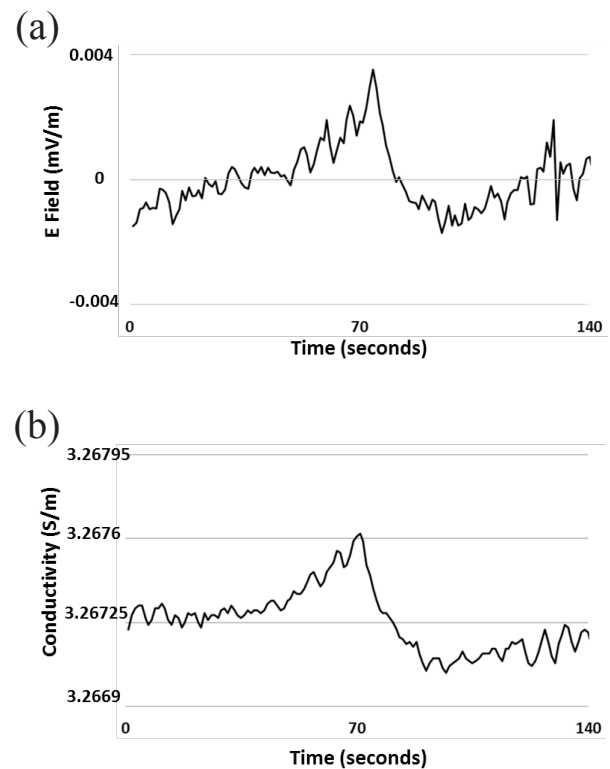 (a)
0.004
E Field (mV/m)
0
-0.004
0 70 140
Time (seconds)
(b)
3.26795
Conductivity (S/m)
3.2676
3.26725
3.2669
0 70 140
Time (seconds)